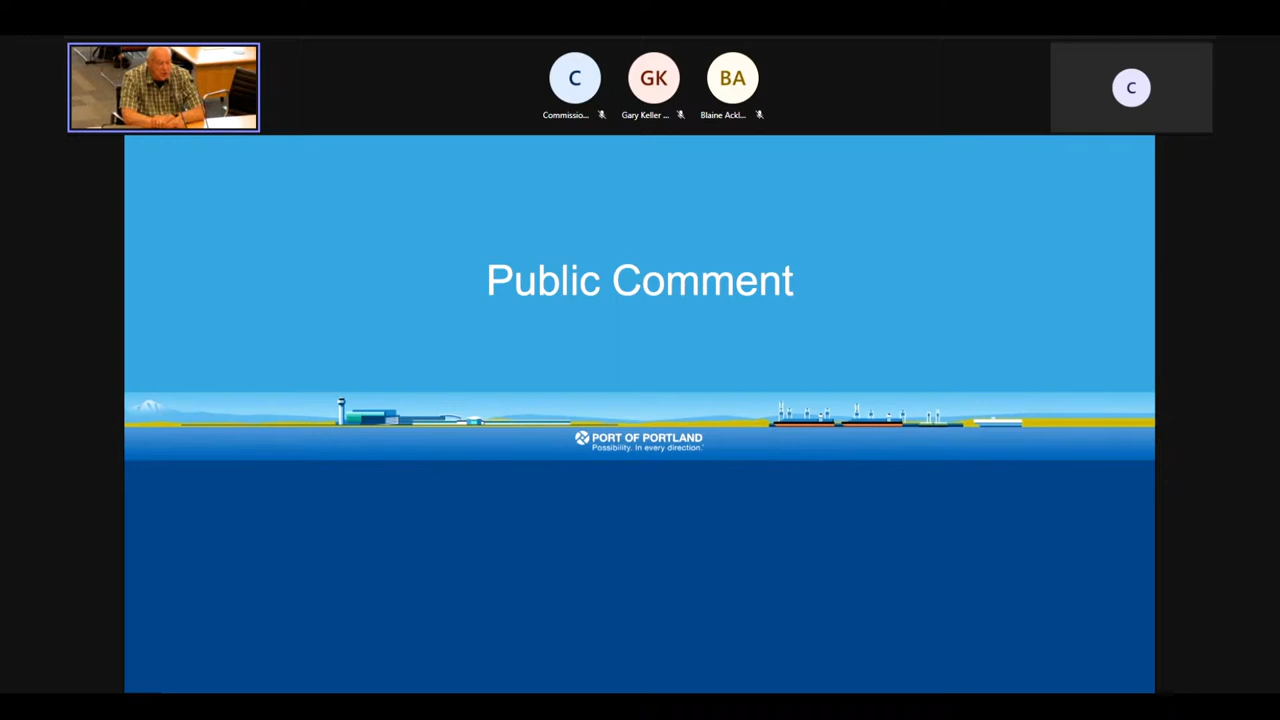 C
GK
BA
C
Commissio...
Gary Keller ...
Blaine Ackl...
Public Comment
PORT OF PORTLAND
Possibility. In every direction.